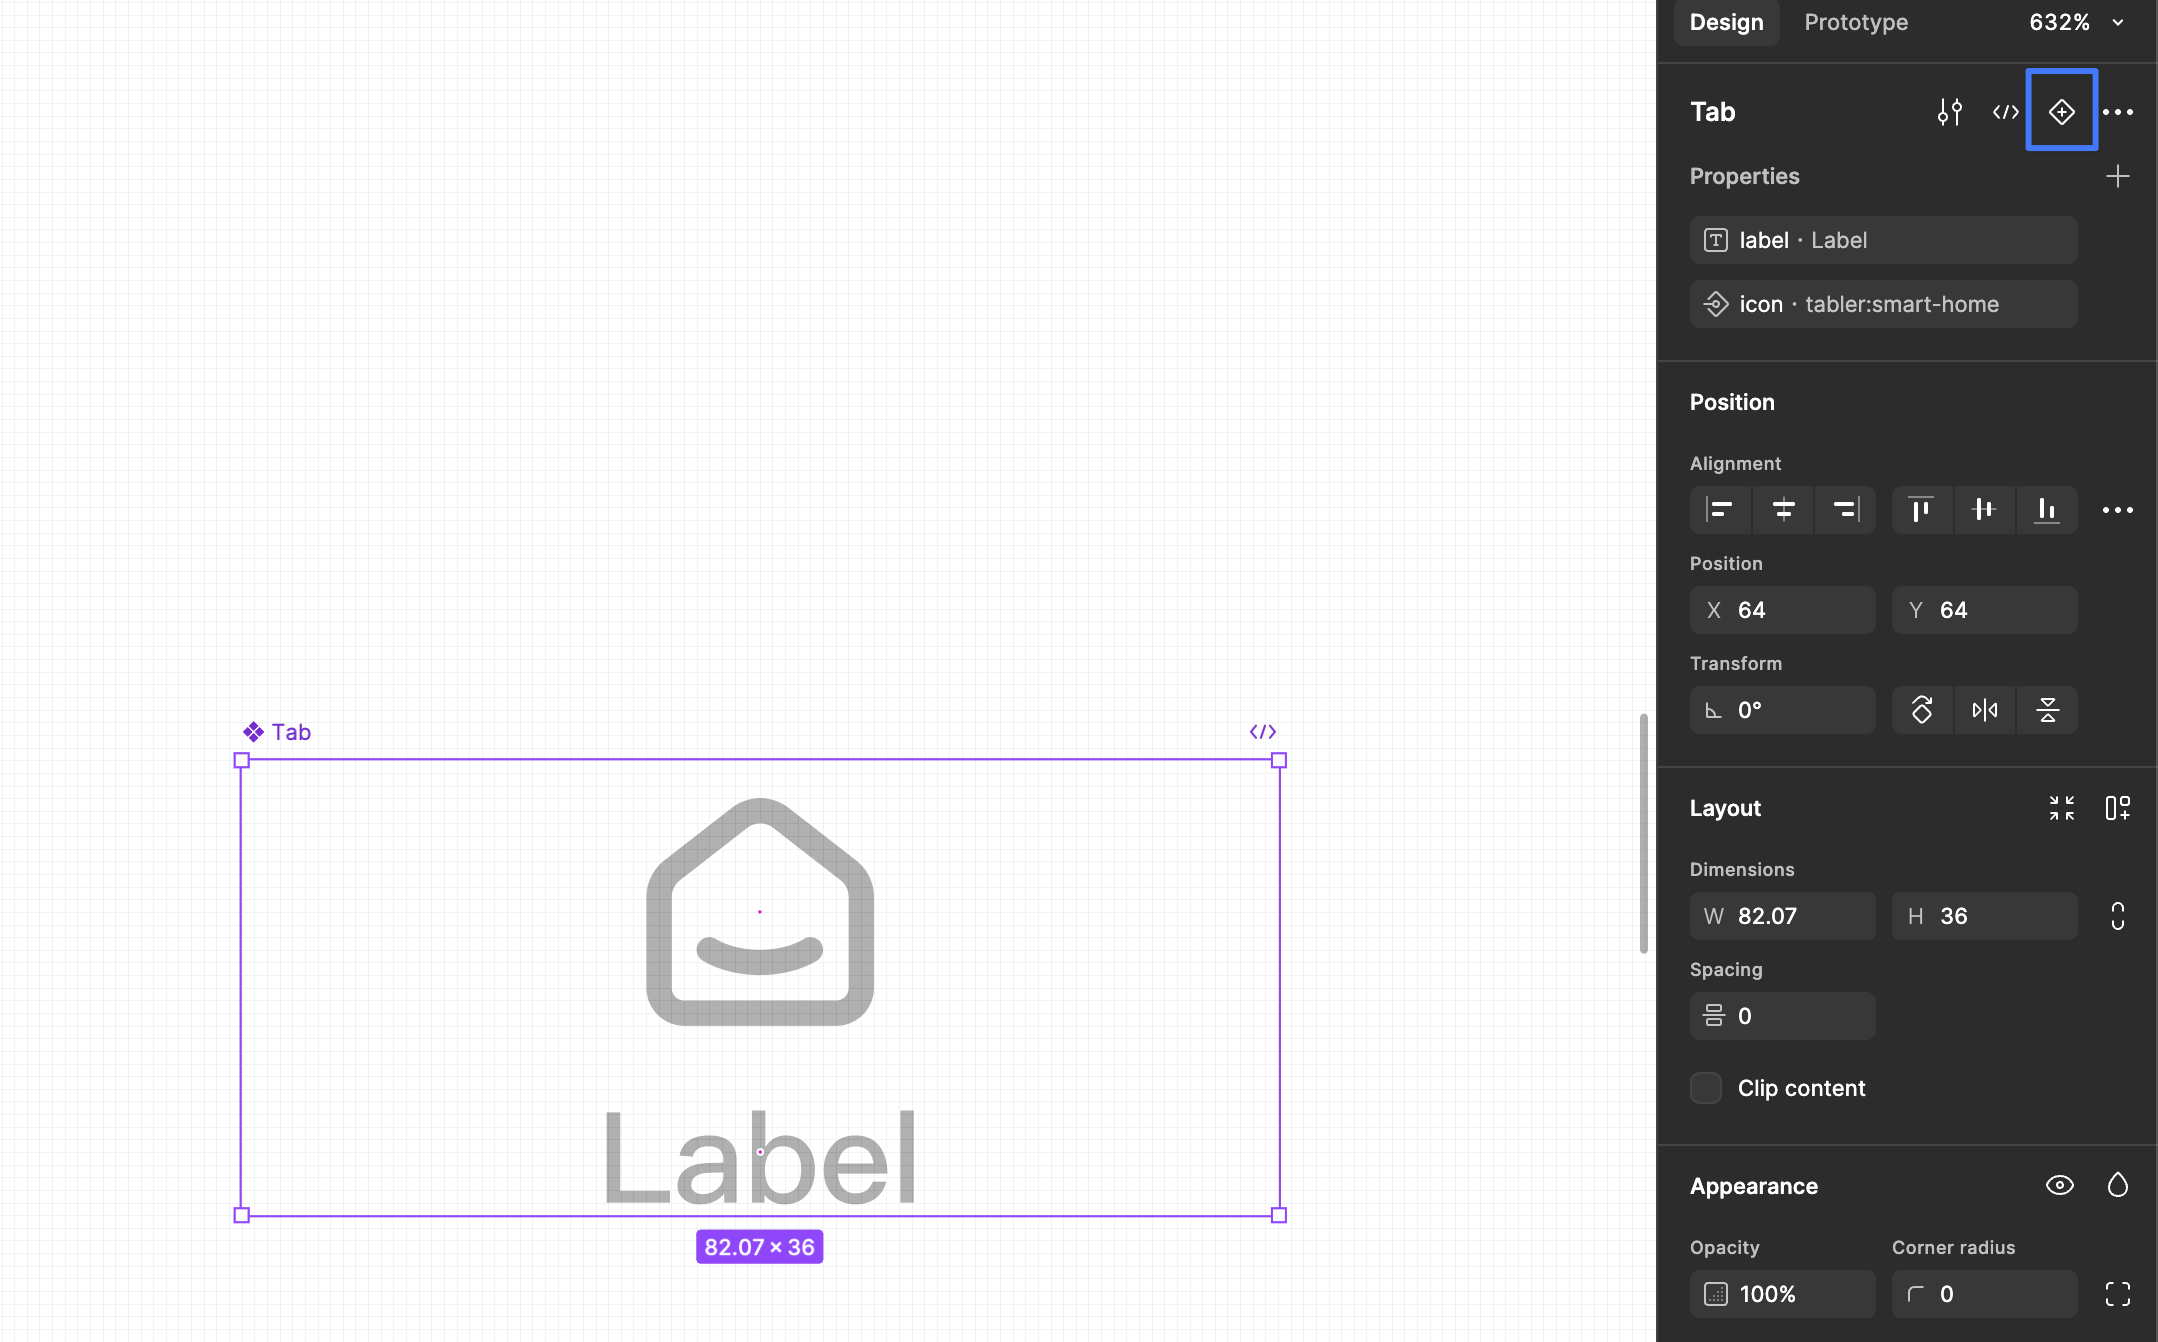 Design Prototype 632%
Tab
Properties
label · Label
icon · tabler:smart-home
Position
Alignment
Position
X 64 Y 64
Transform
0°
Layout
Dimensions
W 82.07 H 36
Spacing
0
Clip content
Appearance
Opacity Corner radius
100% 0
Tab </>
Label
82.07 × 36